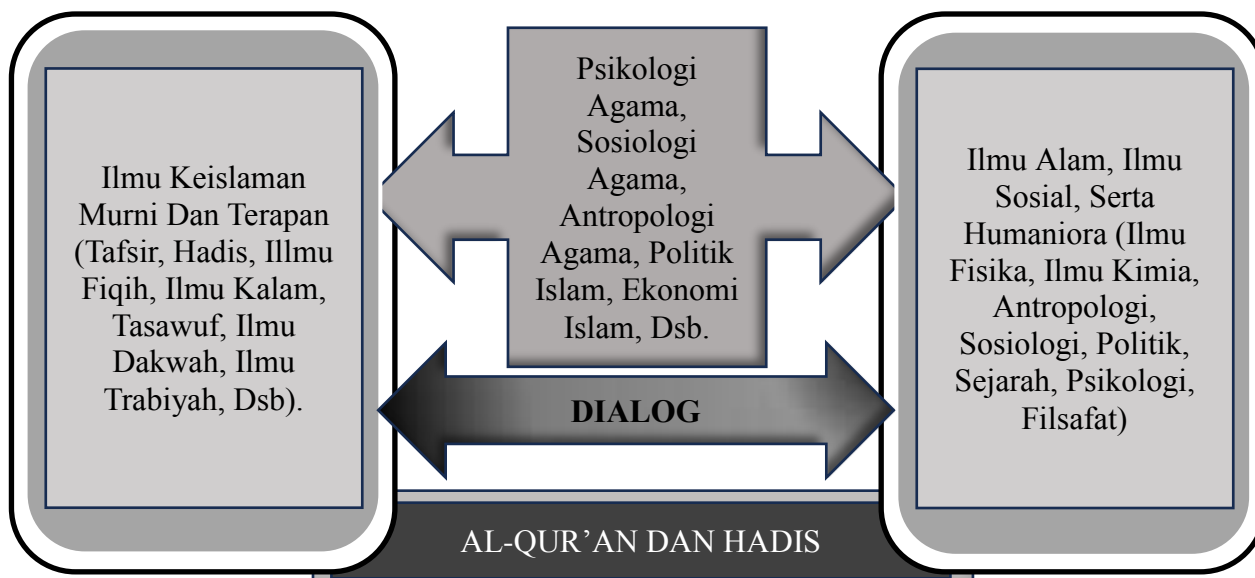 Ilmu Keislaman
Murni Dan Terapan
(Tafsir, Hadis, Illmu
Fiqih, Ilmu Kalam,
Tasawuf, Ilmu
Dakwah, Ilmu
Trabiyah, Dsb).
Psikologi
Agama,
Sosiologi
Agama,
Antropologi
Agama, Politik
Islam, Ekonomi
Islam, Dsb.
DIALOG
Ilmu Alam, Ilmu
Sosial, Serta
Humaniora (Ilmu
Fisika, Ilmu Kimia,
Antropologi,
Sosiologi, Politik,
Sejarah, Psikologi,
Filsafat)
AL-QUR’AN DAN HADIS